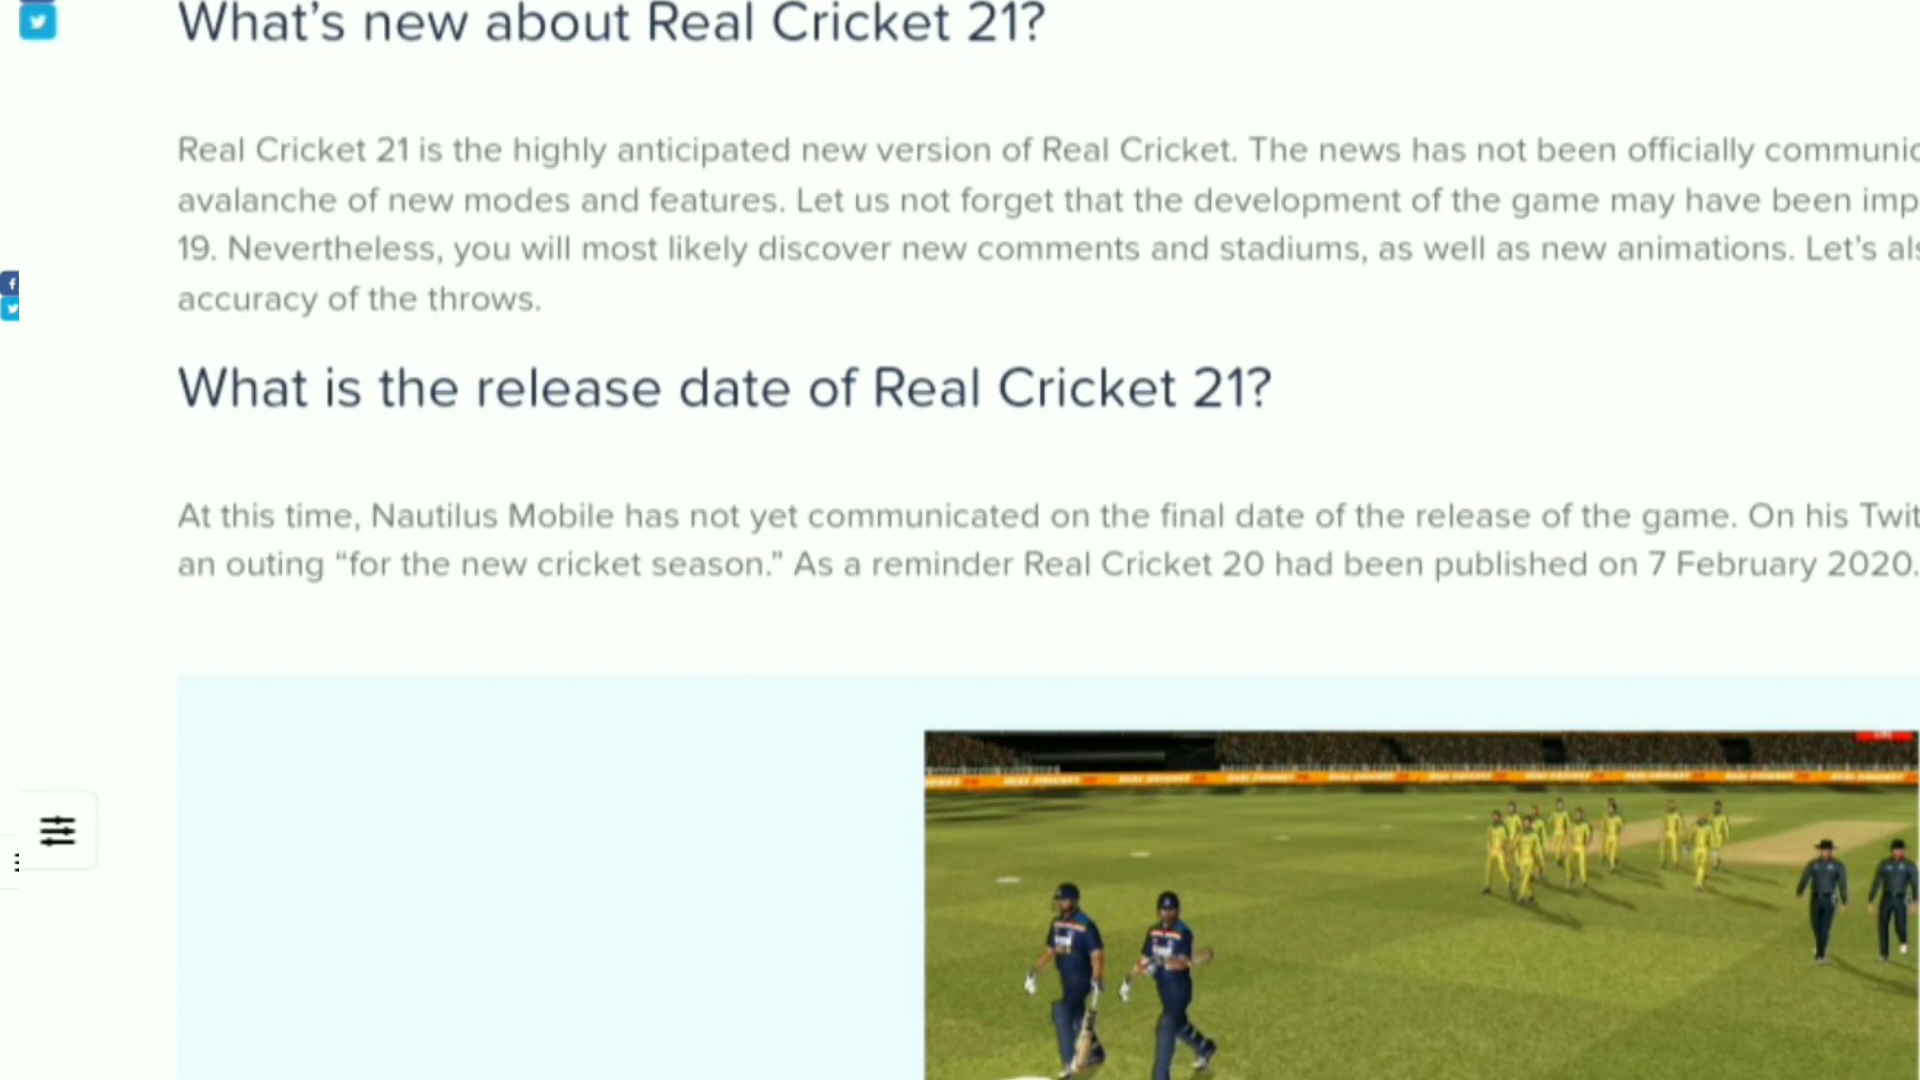 What's new about Real Cricket 21?
Real Cricket 21 is the highly anticipated new version of Real Cricket. The news has not been officially
avalanche of new modes and features. Let us not forget that the development of the game may have been
19. Nevertheless, you will most likely discover new comments and stadiums, as well as new animations. Let's
accuracy of the throws.
What is the release date of Real Cricket 21?
At this time, Nautilus Mobile has not yet communicated on the final date of the release of the game. On his
an outing “for the new cricket season.” As a reminder Real Cricket 20 had been published on 7 February 2020.